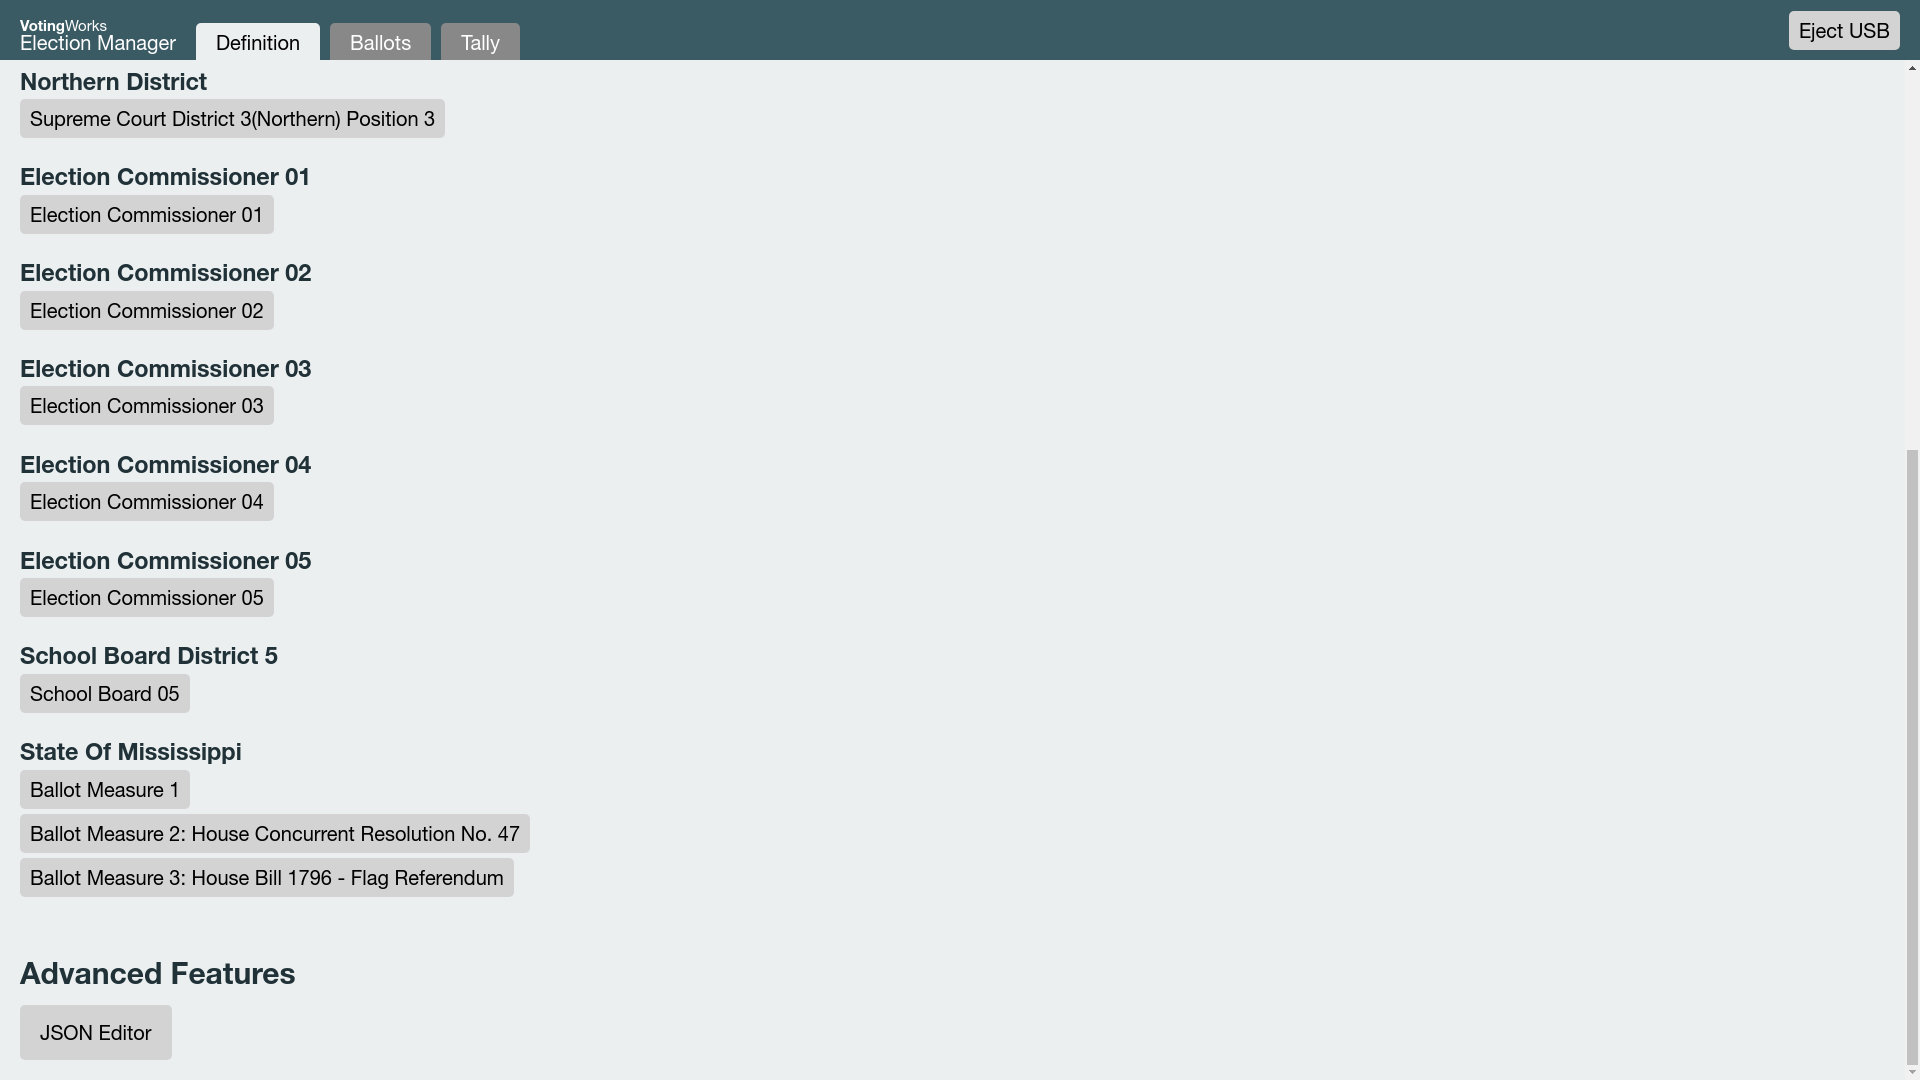 VotingWorks
Election Manager
Definition
Ballots
Tally
Eject USB
Northern District
Supreme Court District 3(Northern) Position 3
Election Commissioner 01
Election Commissioner 01
Election Commissioner 02
Election Commissioner 02
Election Commissioner 03
Election Commissioner 03
Election Commissioner 04
Election Commissioner 04
Election Commissioner 05
Election Commissioner 05
School Board District 5
School Board 05
State Of Mississippi
Ballot Measure 1
Ballot Measure 2: House Concurrent Resolution No. 47
Ballot Measure 3: House Bill 1796 - Flag Referendum
Advanced Features
JSON Editor